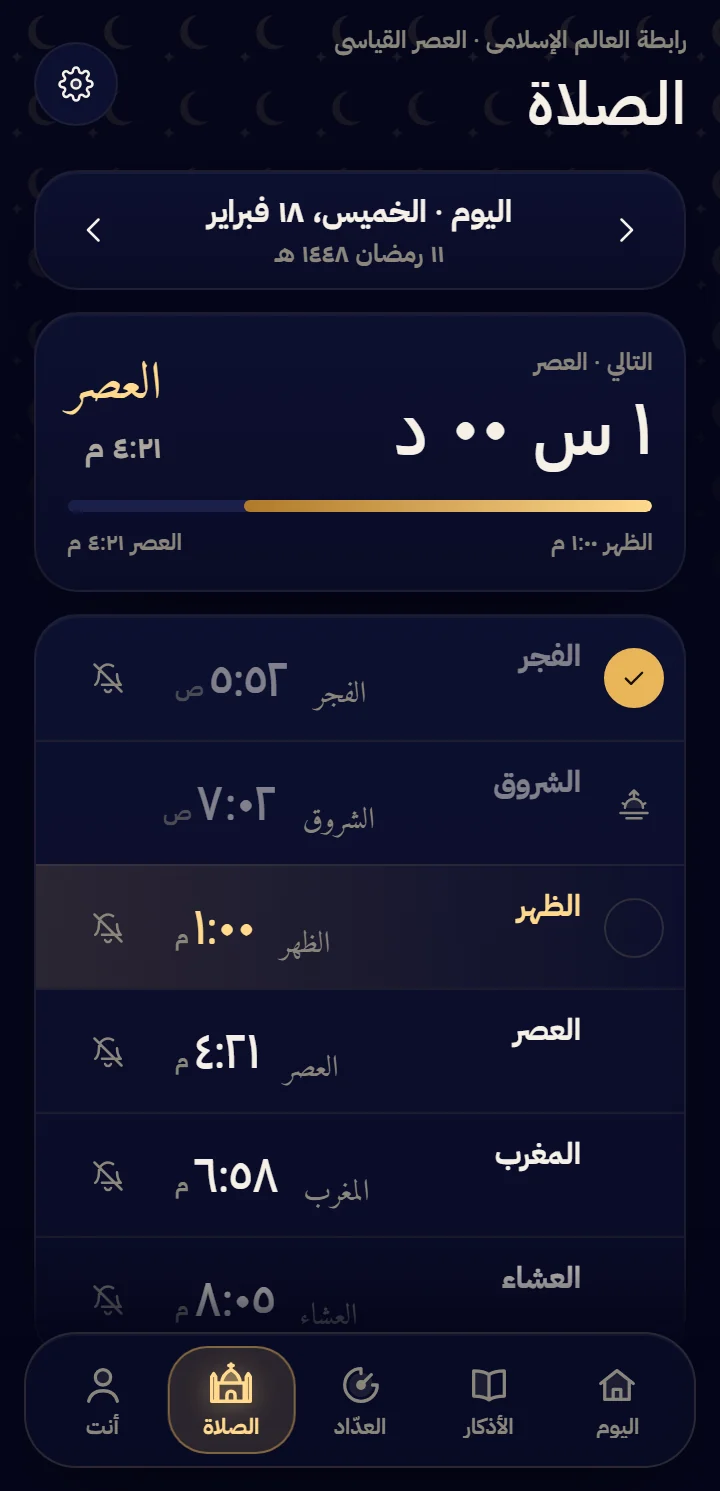 رابطة العالم الإسلامي · العصر القياسي
الصلاة
اليوم · الخميس، ١٨ فبراير
١١ رمضان ١٤٤٨ هـ
التالي · العصر
العصر
١ س ٠٠ د
٤:٢١ م
الظهر ١:٠٠ م
العصر ٤:٢١ م
الفجر
الفجر ٥:٥٢ ص
الشروق
الشروق ٧:٠٢ ص
الظهر
الظهر ١:٠٠ م
العصر
العصر ٤:٢١ م
المغرب
المغرب ٦:٥٨ م
العشاء
العشاء ٨:٠٥ م
اليوم
الأذكار
العدّاد
الصلاة
أنت